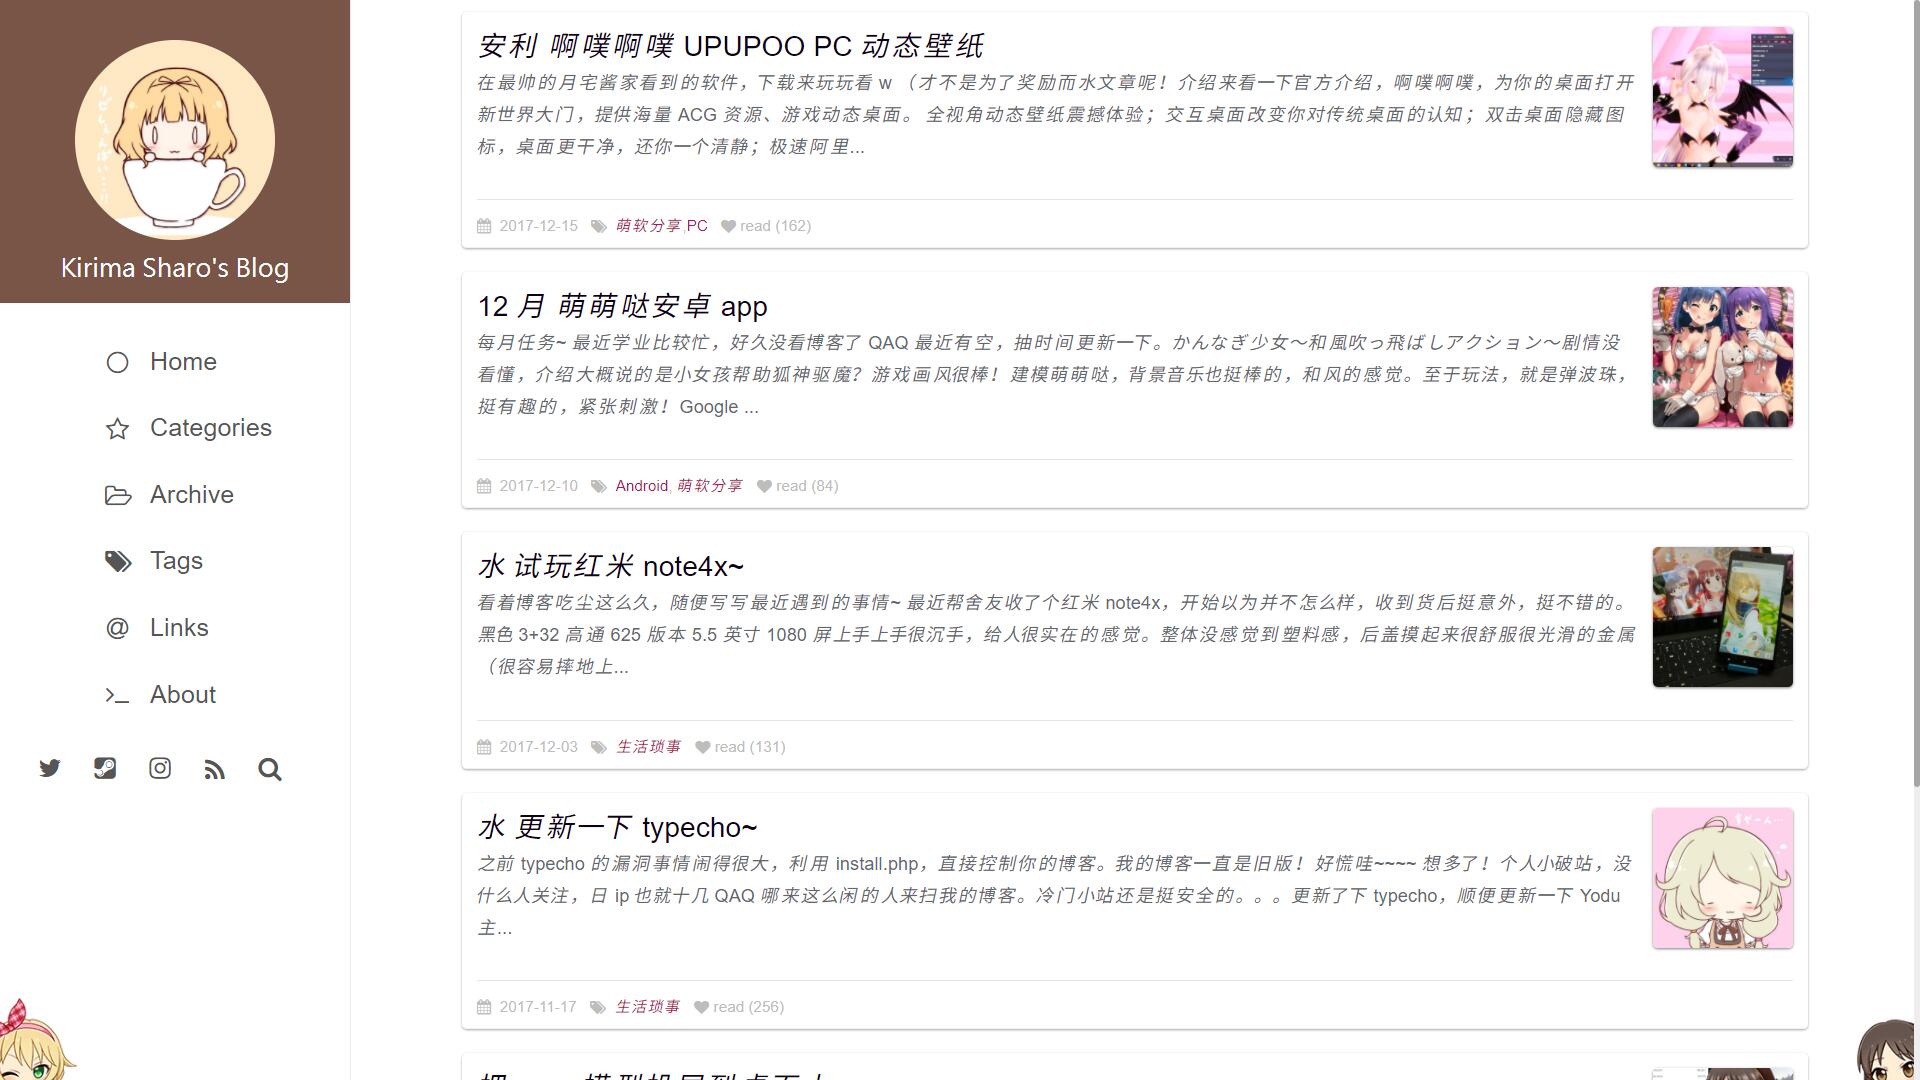 Kirima Sharo's Blog
Home
Categories
Archive
Tags
Links
About
安利 啊噗啊噗 UPUPOO PC 动态壁纸
在最帅的月宅酱家看到的软件，下载来玩玩看 w （才不是为了奖励而水文章呢！介绍来看一下官方介绍，啊噗啊噗，为你的桌面打开
新世界大门，提供海量 ACG 资源、游戏动态桌面。 全视角动态壁纸震撼体验；交互桌面改变你对传统桌面的认知；双击桌面隐藏图
标，桌面更干净，还你一个清静；极速阿里...
2017-12-15 萌软分享,PC read (162)
12 月 萌萌哒安卓 app
每月任务~ 最近学业比较忙，好久没看博客了 QAQ 最近有空，抽时间更新一下。かんなぎ少女～和風吹っ飛ばしアクション～剧情没
看懂，介绍大概说的是小女孩帮助狐神驱魔？游戏画风很棒！建模萌萌哒，背景音乐也挺棒的，和风的感觉。至于玩法，就是弹波珠，
挺有趣的，紧张刺激！Google ...
2017-12-10 Android, 萌软分享 read (84)
水 试玩红米 note4x~
看着博客吃尘这么久，随便写写最近遇到的事情~ 最近帮舍友收了个红米 note4x，开始以为并不怎么样，收到货后挺意外，挺不错的。
黑色 3+32 高通 625 版本 5.5 英寸 1080 屏上手上手很沉手，给人很实在的感觉。整体没感觉到塑料感，后盖摸起来很舒服很光滑的金属
（很容易摔地上...
2017-12-03 生活琐事 read (131)
水 更新一下 typecho~
之前 typecho 的漏洞事情闹得很大，利用 install.php，直接控制你的博客。我的博客一直是旧版！好慌哇~~~~ 想多了！个人小破站，没
什么人关注，日 ip 也就十几 QAQ 哪来这么闲的人来扫我的博客。冷门小站还是挺安全的。。。更新了下 typecho，顺便更新一下 Yodu
主...
2017-11-17 生活琐事 read (256)